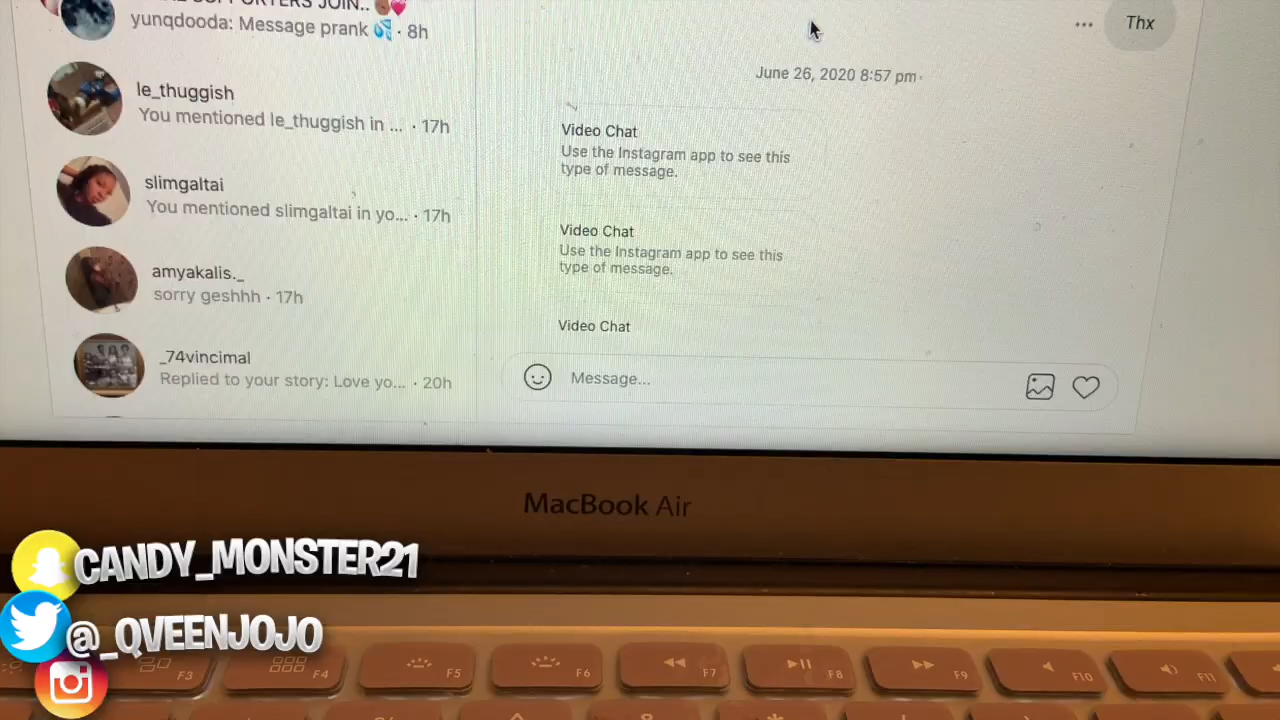 SUPPORTERS JOIN..
yunqdooda: Message prank 💦 · 8h
le_thuggish
You mentioned le_thuggish in ... · 17h
slimgaltai
You mentioned slimgaltai in yo... · 17h
amyakalis._
sorry geshhh · 17h
_74vincimal
Replied to your story: Love yo... · 20h
Thx
June 26, 2020 8:57 pm
Video Chat
Use the Instagram app to see this
type of message.
Video Chat
Use the Instagram app to see this
type of message.
Video Chat
Message...
MacBook Air
CANDY_MONSTER21
@_QVEENJOJO
F3
F4
F5
F6
F7
F8
F9
F10
F11